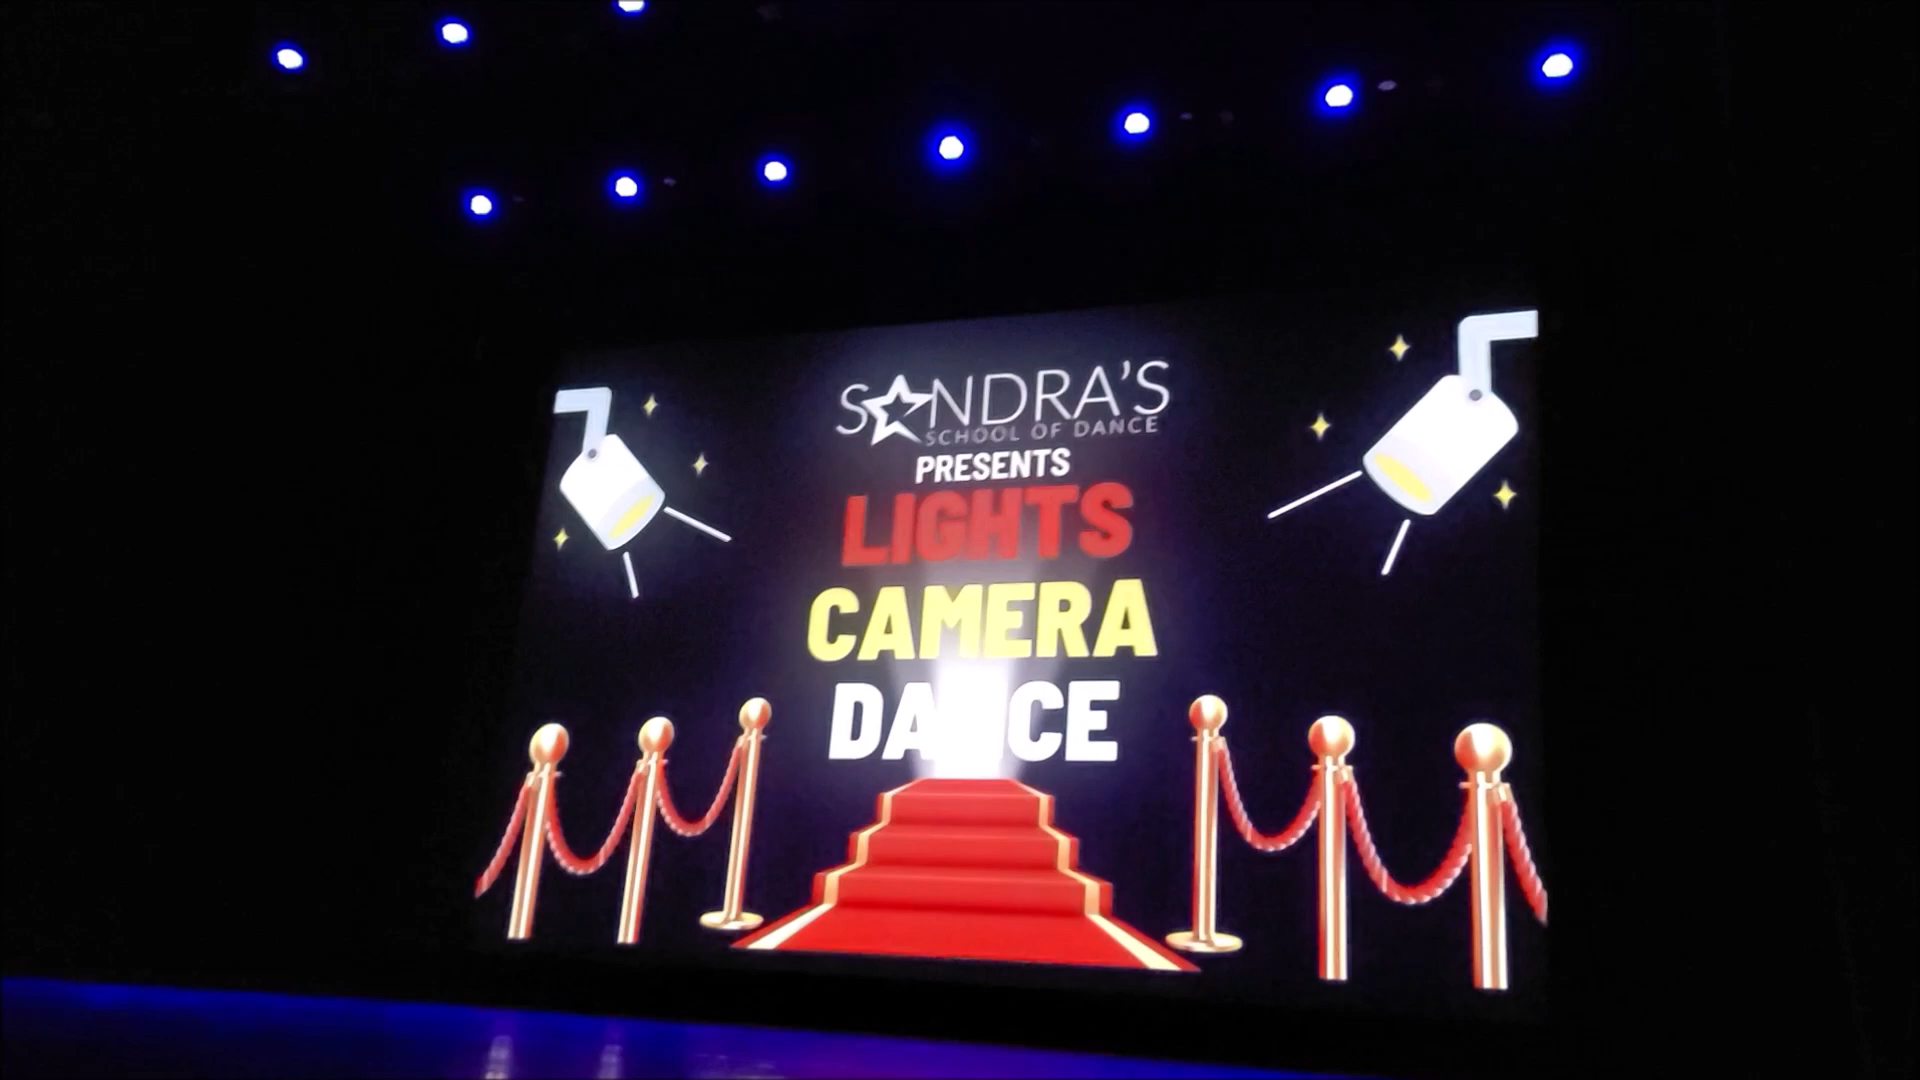 SANDRA'S
SCHOOL OF DANCE
PRESENTS
LIGHTS
CAMERA
DANCE